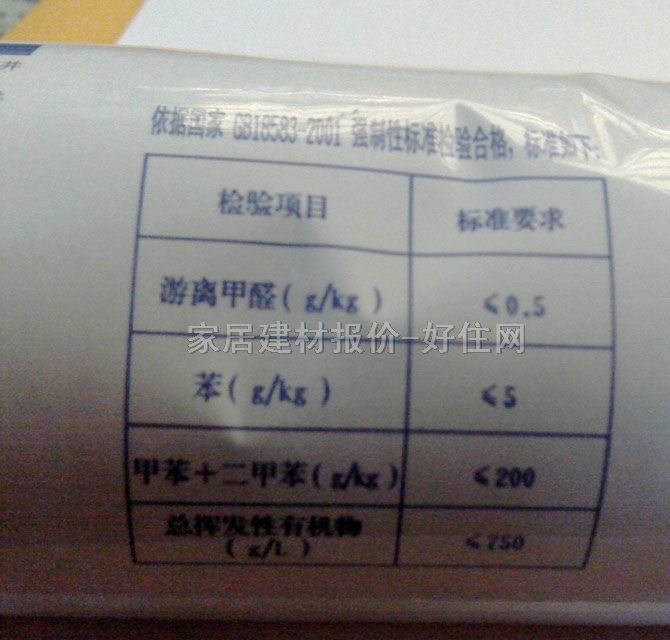 井
依据国家 GB18583-2001 强制性标准检验合格，标准如下：
检验项目
标准要求
游离甲醛( g/kg )
≤0.5
家居建材报价-好住网
苯( g/kg )
≤5
甲苯+二甲苯(g/kg)
≤200
总挥发性有机物
( g/L )
≤750